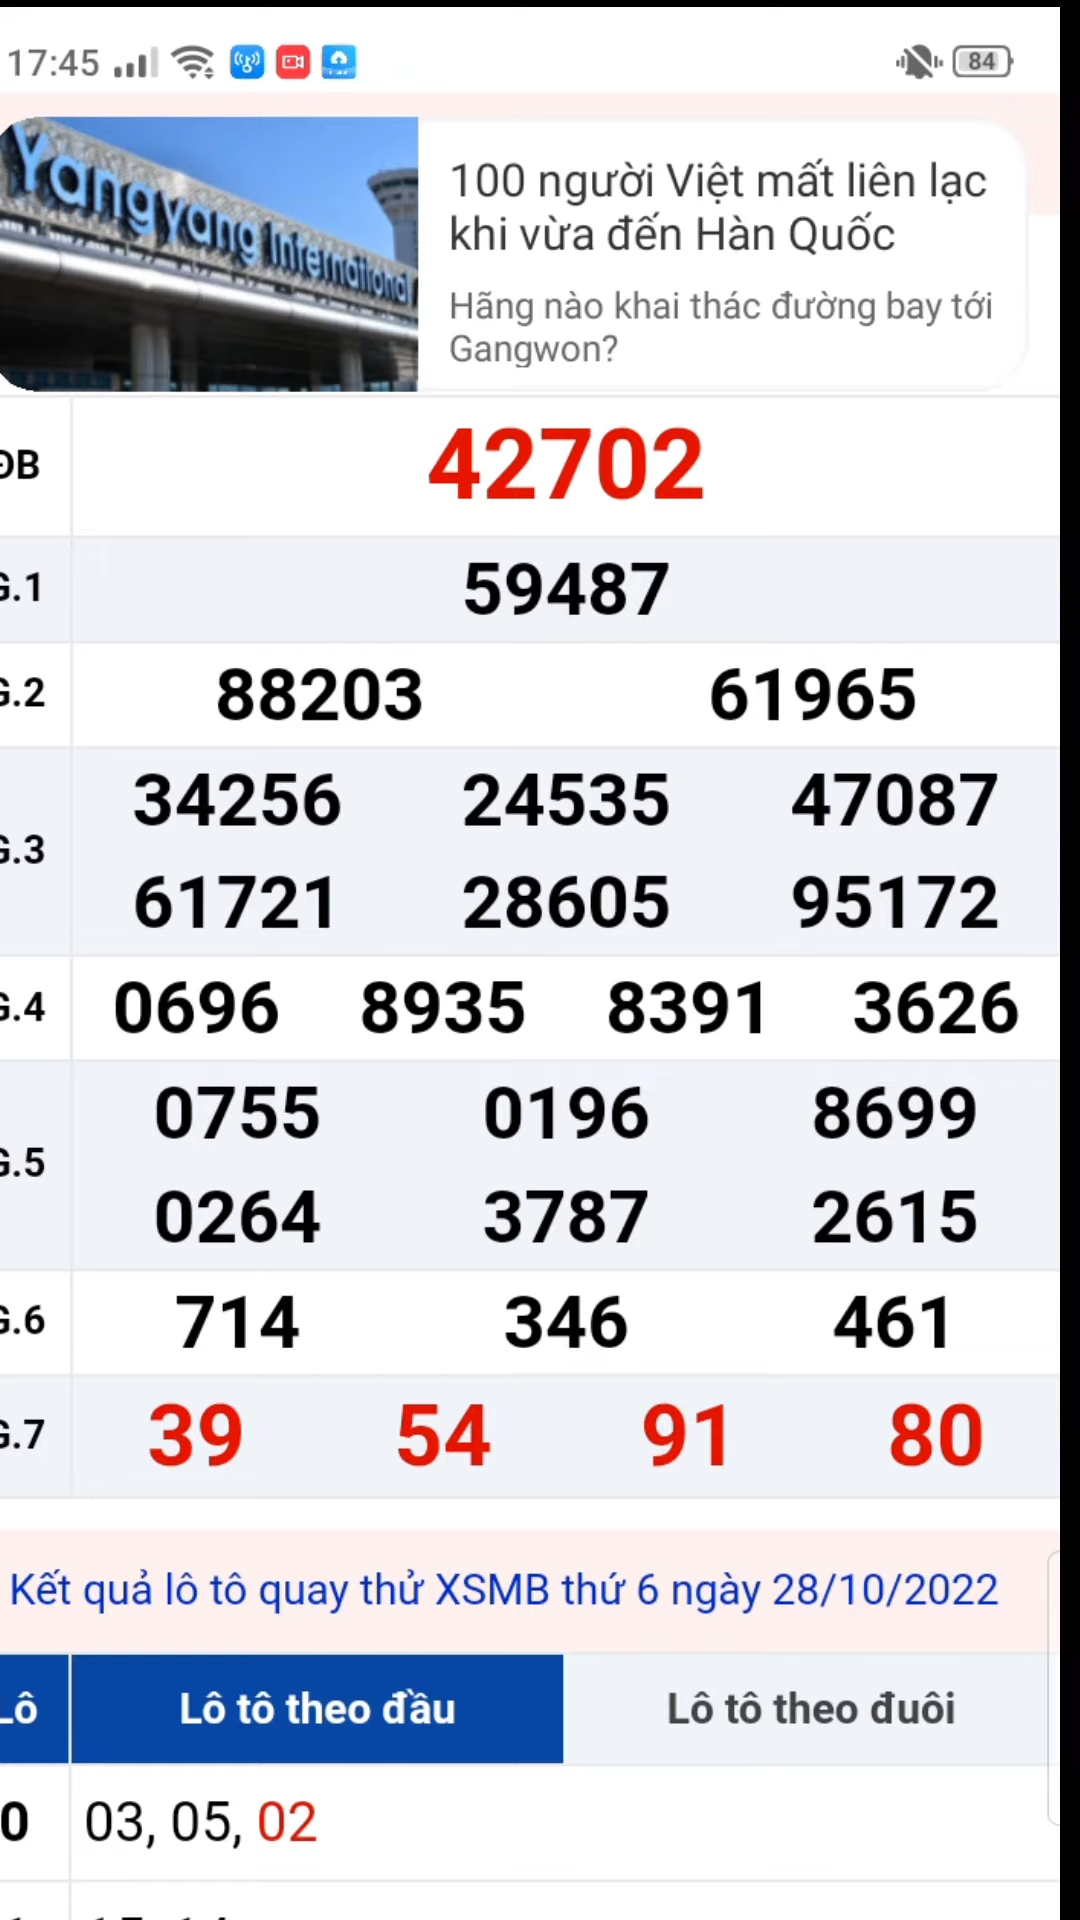 17:45
84
Yangyang International
100 người Việt mất liên lạc
khi vừa đến Hàn Quốc
Hãng nào khai thác đường bay tới
Gangwon?
ĐB 42702
G.1 59487
G.2 88203 61965
G.3 34256 24535 47087
61721 28605 95172
G.4 0696 8935 8391 3626
G.5 0755 0196 8699
0264 3787 2615
G.6 714 346 461
G.7 39 54 91 80
Kết quả lô tô quay thử XSMB thứ 6 ngày 28/10/2022
Lô Lô tô theo đầu Lô tô theo đuôi
0 03, 05, 02